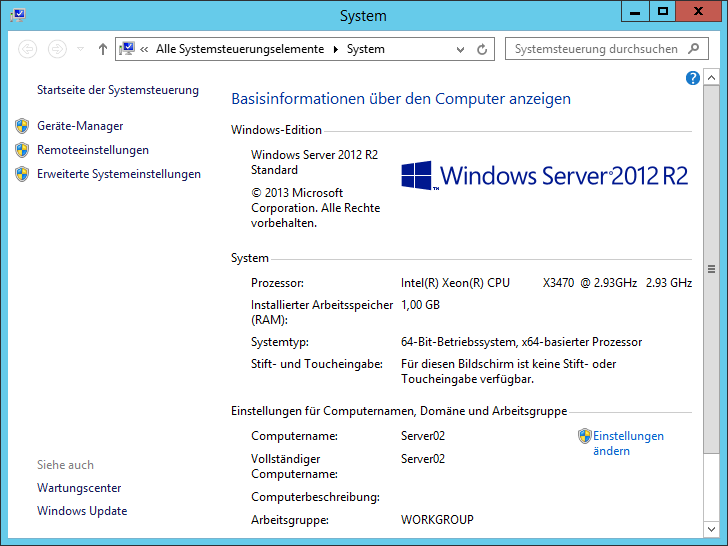 System
« Alle Systemsteuerungselemente System
Systemsteuerung durchsuchen
Startseite der Systemsteuerung
Geräte-Manager
Remoteeinstellungen
Erweiterte Systemeinstellungen
Siehe auch
Wartungscenter
Windows Update
Basisinformationen über den Computer anzeigen
Windows-Edition
Windows Server 2012 R2
Standard
© 2013 Microsoft
Corporation. Alle Rechte
vorbehalten.
Windows Server 2012 R2
System
Prozessor: Intel(R) Xeon(R) CPU X3470 @ 2.93GHz 2.93 GHz
Installierter Arbeitsspeicher 1,00 GB
(RAM):
Systemtyp: 64-Bit-Betriebssystem, x64-basierter Prozessor
Stift- und Toucheingabe: Für diesen Bildschirm ist keine Stift- oder
Toucheingabe verfügbar.
Einstellungen für Computernamen, Domäne und Arbeitsgruppe
Computername: Server02
Einstellungen
ändern
Vollständiger Server02
Computername:
Computerbeschreibung:
Arbeitsgruppe: WORKGROUP